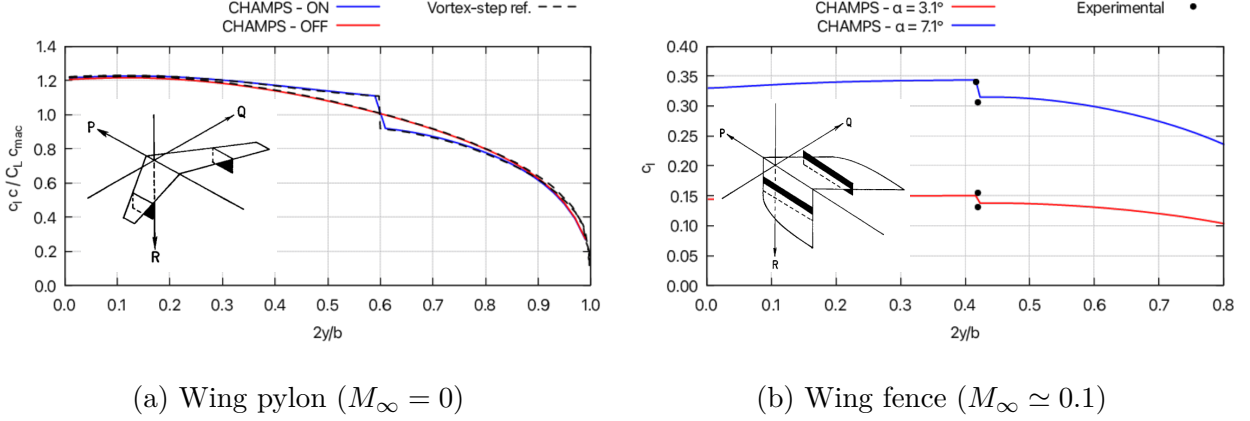 CHAMPS - ON
CHAMPS - OFF
Vortex-step ref.
1.4
1.2
1.0
0.8
0.6
0.4
0.2
0.0
c_l c / C_L c_mac
P
Q
R
0.0 0.1 0.2 0.3 0.4 0.5 0.6 0.7 0.8 0.9 1.0
2y/b
(a) Wing pylon (M∞ = 0)
CHAMPS - α = 3.1°
CHAMPS - α = 7.1°
Experimental
0.40
0.35
0.30
0.25
0.20
0.15
0.10
0.05
0.00
c_l
P
Q
R
0.0 0.1 0.2 0.3 0.4 0.5 0.6 0.7 0.8
2y/b
(b) Wing fence (M∞ ≃ 0.1)